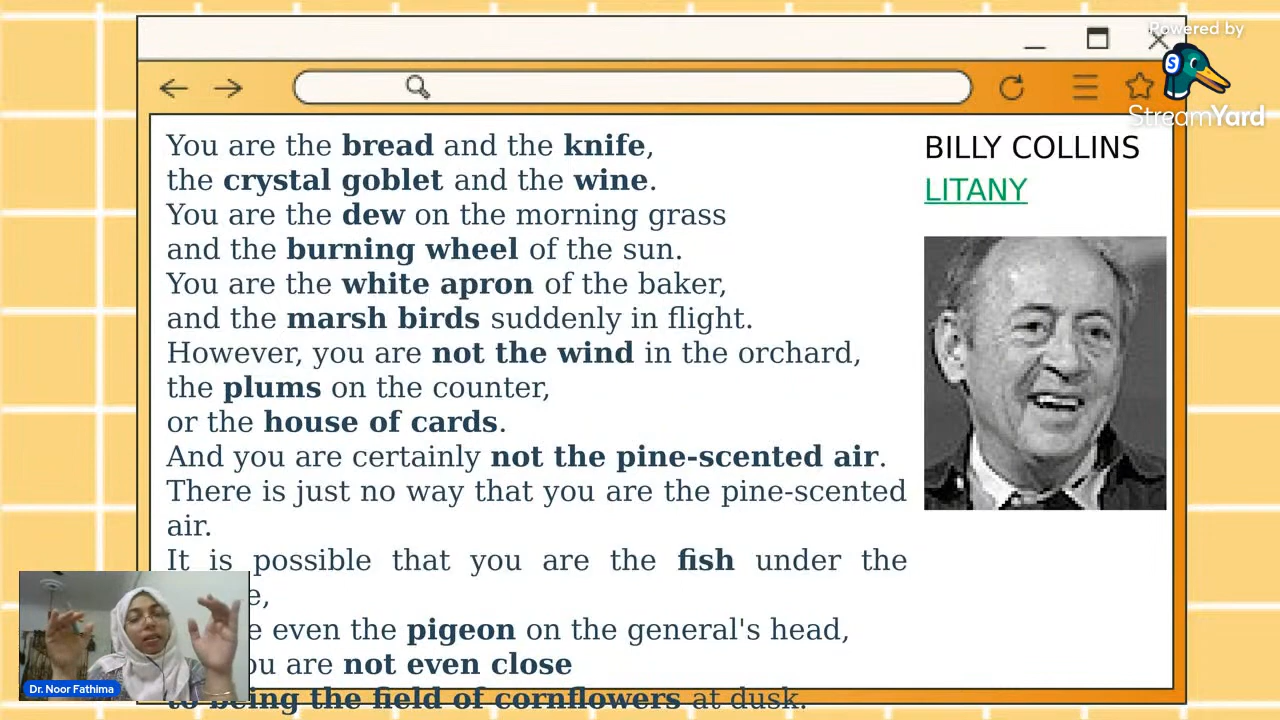 Powered by
StreamYard
You are the bread and the knife,
the crystal goblet and the wine.
You are the dew on the morning grass
and the burning wheel of the sun.
You are the white apron of the baker,
and the marsh birds suddenly in flight.
However, you are not the wind in the orchard,
the plums on the counter,
or the house of cards.
And you are certainly not the pine-scented air.
There is just no way that you are the pine-scented
air.
It is possible that you are the fish under the
even the pigeon on the general's head,
are not even close
to being the field of cornflowers at dusk.
BILLY COLLINS
LITANY
Dr. Noor Fathima